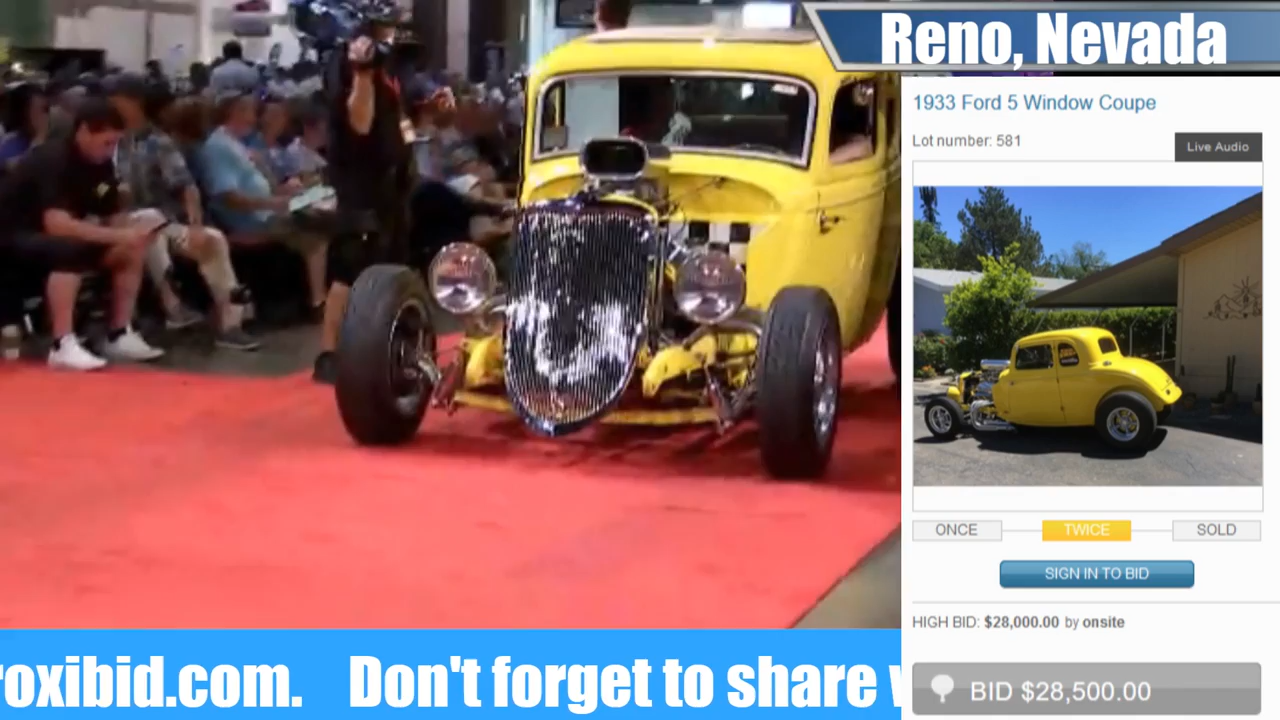 Reno, Nevada
1933 Ford 5 Window Coupe
Lot number: 581
Live Audio
ONCE TWICE SOLD
SIGN IN TO BID
HIGH BID: $28,000.00 by onsite
BID $28,500.00
roxibid.com. Don't forget to share